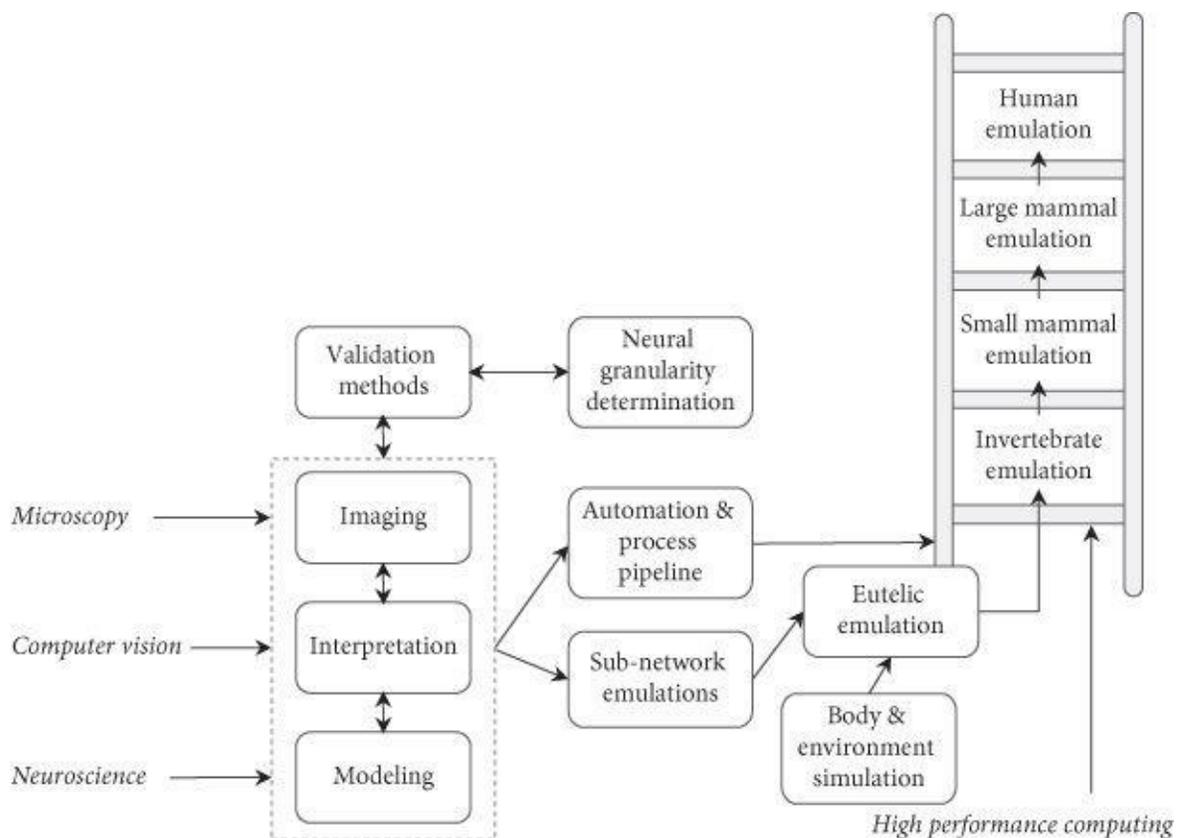 Human
emulation
Large mammal
emulation
Small mammal
emulation
Invertebrate
emulation
Validation
methods
Neural
granularity
determination
Microscopy
Imaging
Automation &
process
pipeline
Computer vision
Interpretation
Sub-network
emulations
Eutelic
emulation
Neuroscience
Modeling
Body &
environment
simulation
High performance computing